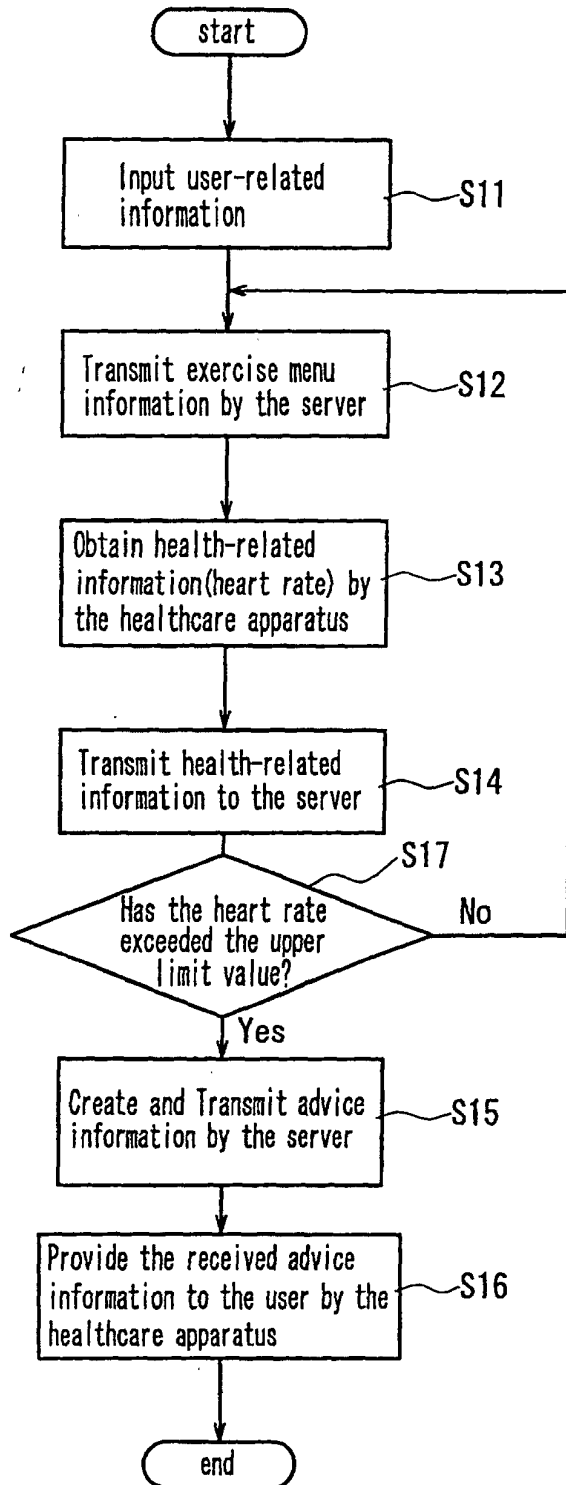 start
Input user-related
information
S11
Transmit exercise menu
information by the server
S12
Obtain health-related
information(heart rate) by
the healthcare apparatus
S13
Transmit health-related
information to the server
S14
S17
Has the heart rate
exceeded the upper
limit value?
No
Yes
Create and Transmit advice
information by the server
S15
Provide the received advice
information to the user by the
healthcare apparatus
S16
end